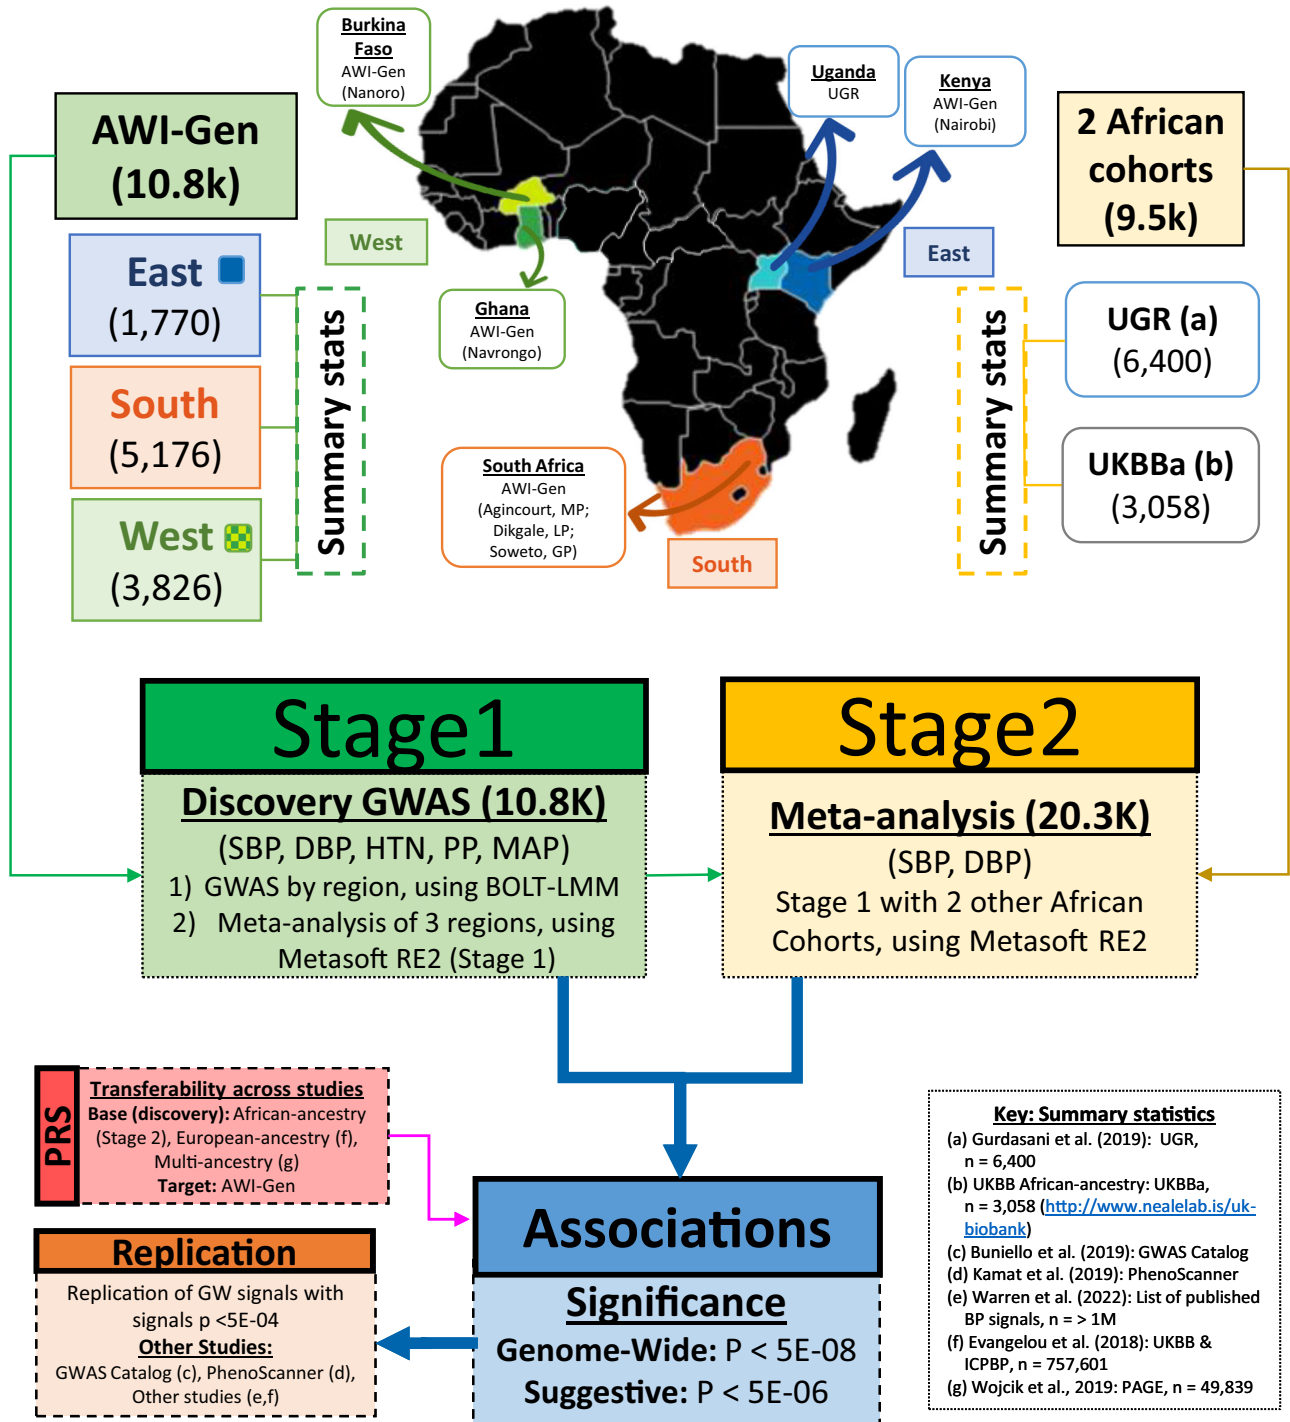 Burkina
Faso
AWI-Gen
(Nanoro)
Uganda
UGR
Kenya
AWI-Gen
(Nairobi)
AWI-Gen
(10.8k)
2 African
cohorts
(9.5k)
West
East
East
(1,770)
South
(5,176)
West
(3,826)
Summary stats
Ghana
AWI-Gen
(Navrongo)
South Africa
AWI-Gen
(Agincourt, MP;
Dikgale, LP;
Soweto, GP)
South
Summary stats
UGR (a)
(6,400)
UKBBa (b)
(3,058)
Stage1
Discovery GWAS (10.8K)
(SBP, DBP, HTN, PP, MAP)
1) GWAS by region, using BOLT-LMM
2) Meta-analysis of 3 regions, using
Metasoft RE2 (Stage 1)
Stage2
Meta-analysis (20.3K)
(SBP, DBP)
Stage 1 with 2 other African
Cohorts, using Metasoft RE2
PRS
Transferability across studies
Base (discovery): African-ancestry
(Stage 2), European-ancestry (f),
Multi-ancestry (g)
Target: AWI-Gen
Replication
Replication of GW signals with
signals p <5E-04
Other Studies:
GWAS Catalog (c), PhenoScanner (d),
Other studies (e,f)
Associations
Significance
Genome-Wide: P < 5E-08
Suggestive: P < 5E-06
Key: Summary statistics
(a) Gurdasani et al. (2019): UGR,
n = 6,400
(b) UKBB African-ancestry: UKBBa,
n = 3,058 (http://www.nealelab.is/uk-
biobank)
(c) Buniello et al. (2019): GWAS Catalog
(d) Kamat et al. (2019): PhenoScanner
(e) Warren et al. (2022): List of published
BP signals, n = > 1M
(f) Evangelou et al. (2018): UKBB &
ICPBP, n = 757,601
(g) Wojcik et al., 2019: PAGE, n = 49,839